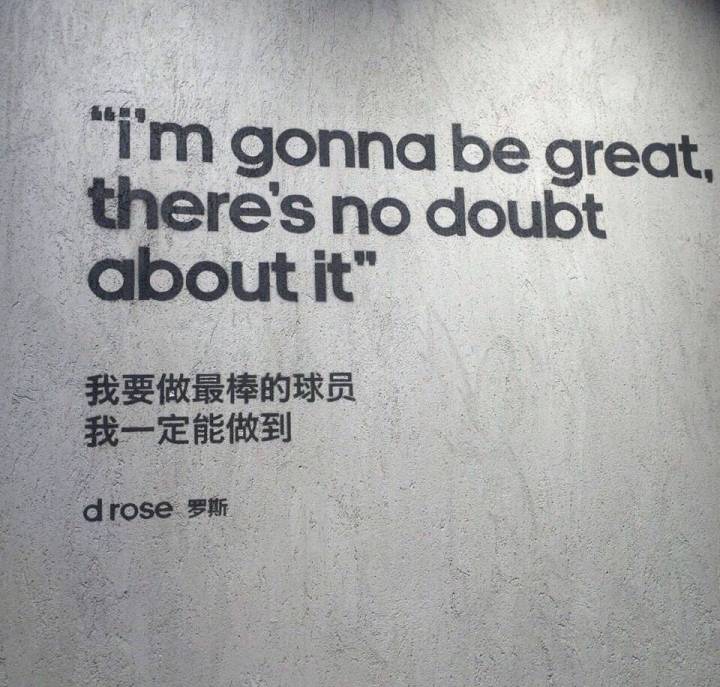 “i'm gonna be great,
there's no doubt
about it"
我要做最棒的球员
我一定能做到
d rose 罗斯